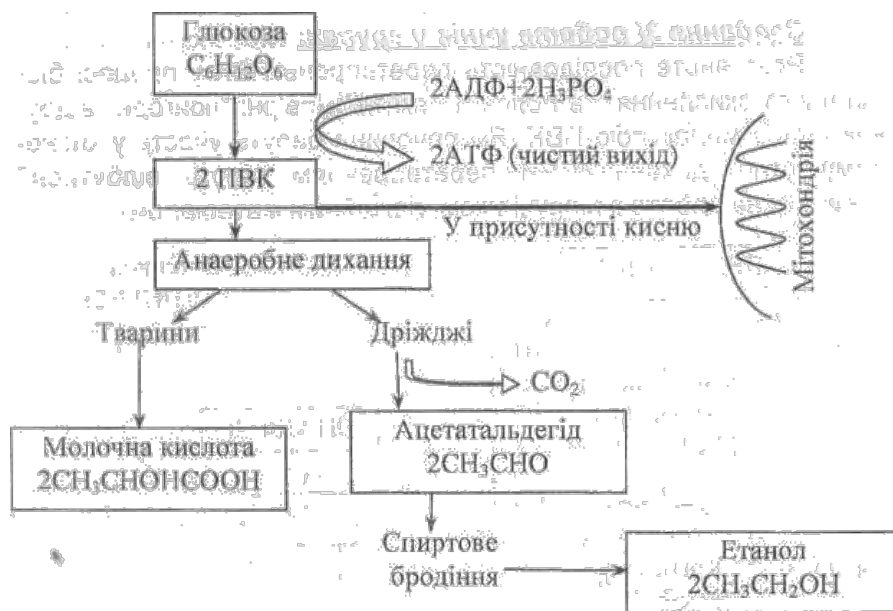 Глюкоза
C₆H₁₂O₆
2АДФ+2H₃PO₄
2АТФ (чистий вихід)
2 ПВК
У присутності кисню
Мітохондрія
Анаеробне дихання
Тварини
Дріжджі
CO₂
Молочна кислота
2CH₃CHOHCOOH
Ацетатальдегід
2CH₃CHO
Спиртове
бродіння
Етанол
2CH₃CH₂OH